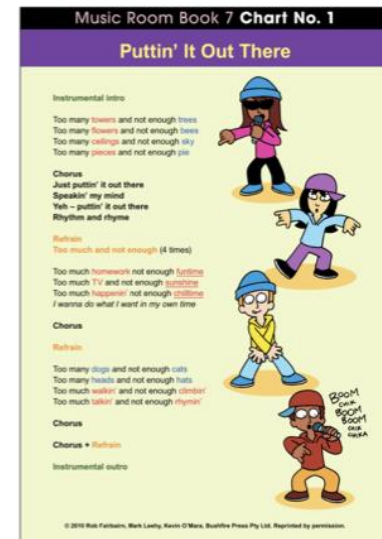 Music Room Book 7 Chart No. 1
Puttin' It Out There
Instrumental intro
Too many towers and not enough trees
Too many flowers and not enough bees
Too many ceilings and not enough sky
Too many pieces and not enough pie
Chorus
Just puttin' it out there
Speakin' my mind
Yeh – puttin' it out there
Rhythm and rhyme
Refrain
Too much and not enough (4 times)
Too much homework not enough funtime
Too much TV and not enough sunshine
Too much happenin' not enough chilltime
I wanna do what I want in my own time
Chorus
Refrain
Too many dogs and not enough cats
Too many heads and not enough hats
Too much walkin' and not enough climbin'
Too much talkin' and not enough rhymin'
Chorus
Chorus + Refrain
Instrumental outro
BOOM
CHIK
BOOM
BOOM
CHIK
CHIKA
© 2010 Rob Fairbairn, Mark Leehy, Kevin O'Mara, Bushfire Press Pty Ltd. Reprinted by permission.